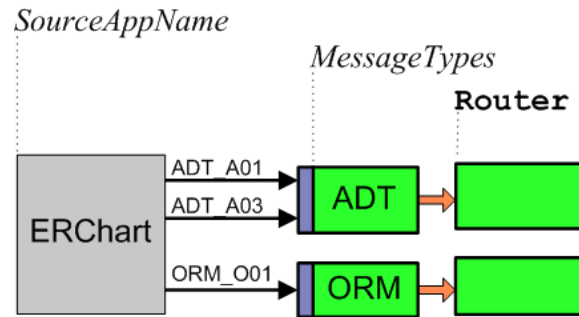 SourceAppName
MessageTypes
Router
ADT_A01
ADT_A03
ERChart
ADT
ORM_O01
ORM